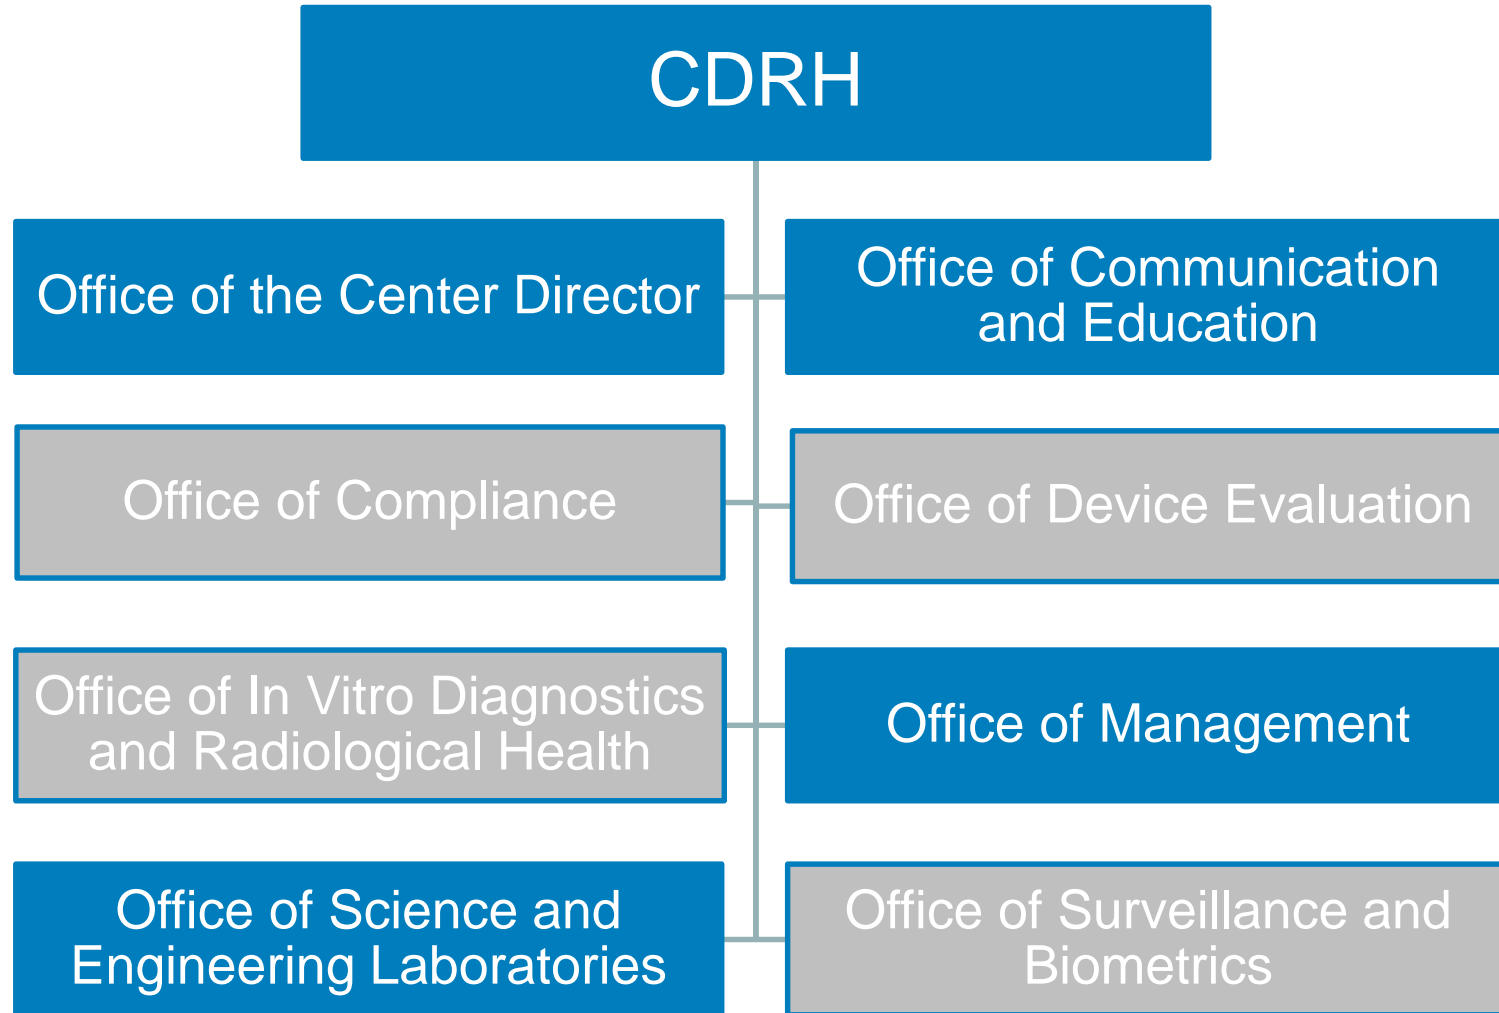 CDRH
Office of the Center Director
Office of Communication
and Education
Office of Compliance
Office of Device Evaluation
Office of In Vitro Diagnostics
and Radiological Health
Office of Management
Office of Science and
Engineering Laboratories
Office of Surveillance and
Biometrics